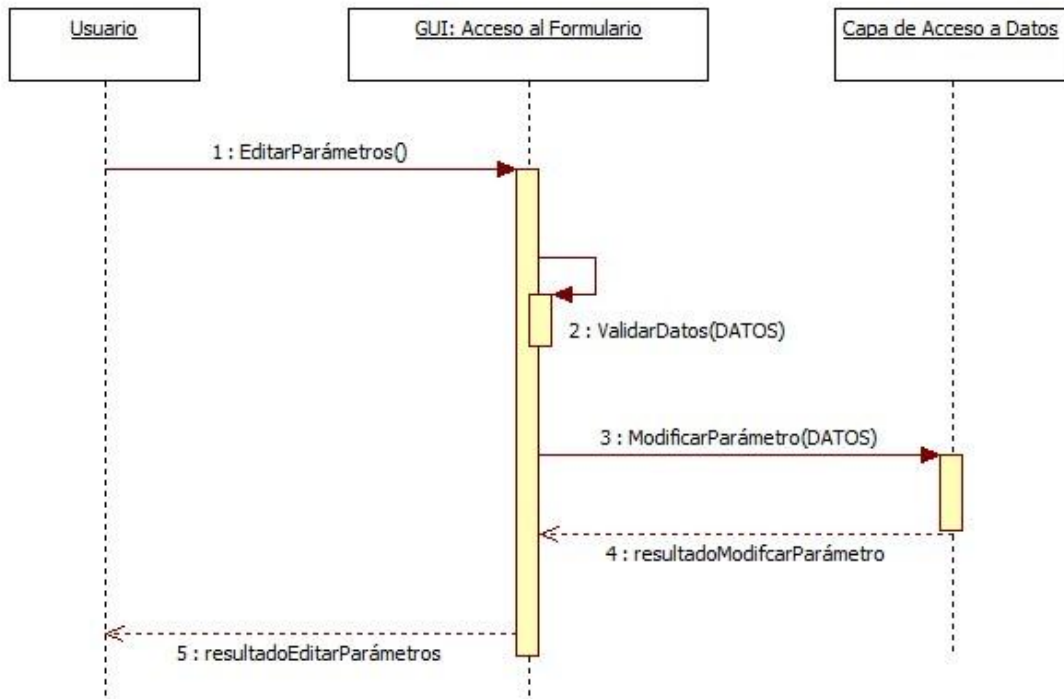 Usuario
GUI: Acceso al Formulario
Capa de Acceso a Datos
1 : EditarParámetros()
2 : ValidarDatos(DATOS)
3 : ModificarParámetro(DATOS)
4 : resultadoModifcarParámetro
5 : resultadoEditarParámetros